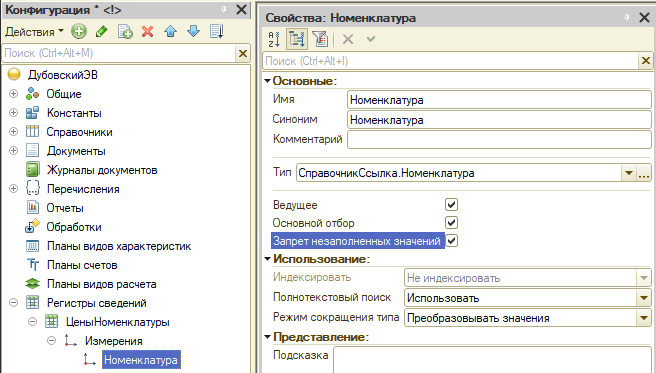 Конфигурация * <!>
Действия
Поиск (Ctrl+Alt+M)
ДубовскийЭВ
Общие
Константы
Справочники
Документы
Журналы документов
Перечисления
Отчеты
Обработки
Планы видов характеристик
Планы счетов
Планы видов расчета
Регистры сведений
ЦеныНоменклатуры
Измерения
Номенклатура
Свойства: Номенклатура
Поиск (Ctrl+Alt+I)
Основные:
Имя Номенклатура
Синоним Номенклатура
Комментарий
Тип СправочникСсылка.Номенклатура ...
Ведущее
Основной отбор
Запрет незаполненных значений
Использование:
Индексировать Не индексировать
Полнотекстовый поиск Использовать
Режим сокращения типа Преобразовывать значения
Представление:
Подсказка